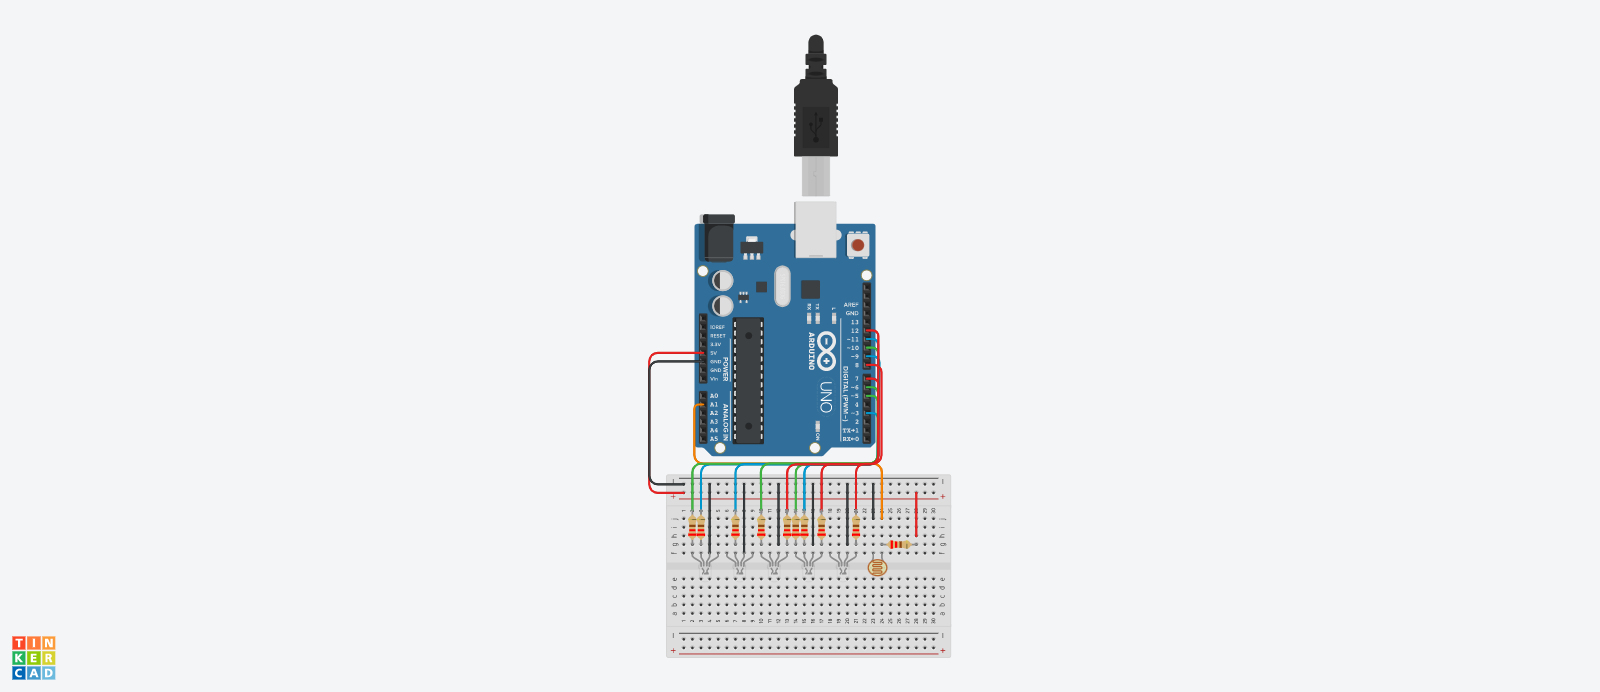 AREF
GND
13
12
~11
~10
~9
8
7
~6
~5
4
~3
2
TX→1
RX←0
DIGITAL (PWM~)
RX
TX
L
ARDUINO
UNO
ON
IOREF
RESET
3.3V
5V
GND
GND
Vin
POWER
A0
A1
A2
A3
A4
A5
ANALOG IN
j
i
h
g
f
e
d
c
b
a
TIN
KER
CAD